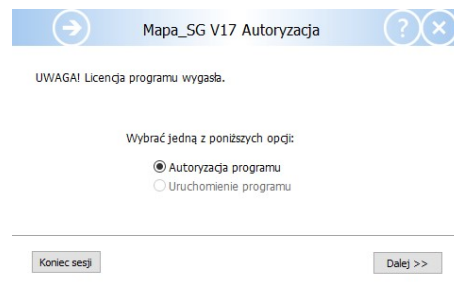 Mapa_SG V17 Autoryzacja
UWAGA! Licencja programu wygasła.
Wybrać jedną z poniższych opcji:
Autoryzacja programu
Uruchomienie programu
Koniec sesji
Dalej >>